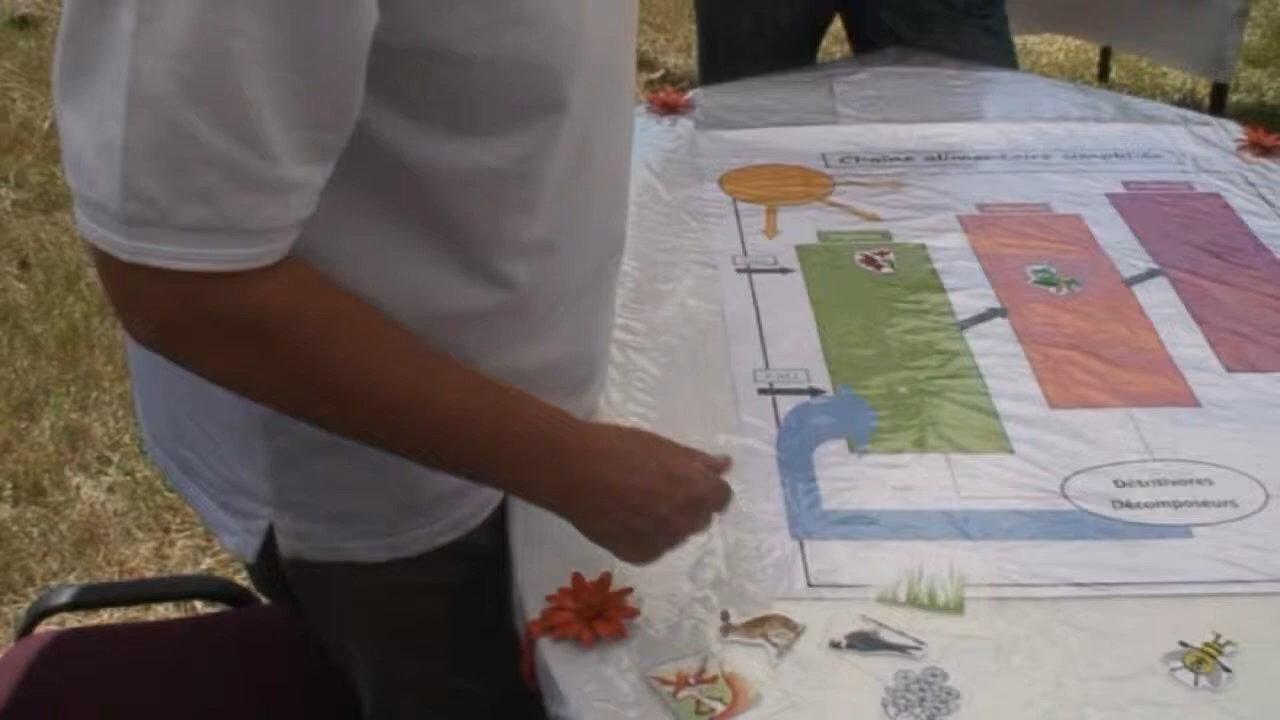 Chaîne alimentaire simplifiée
Détritivores
Décomposeurs